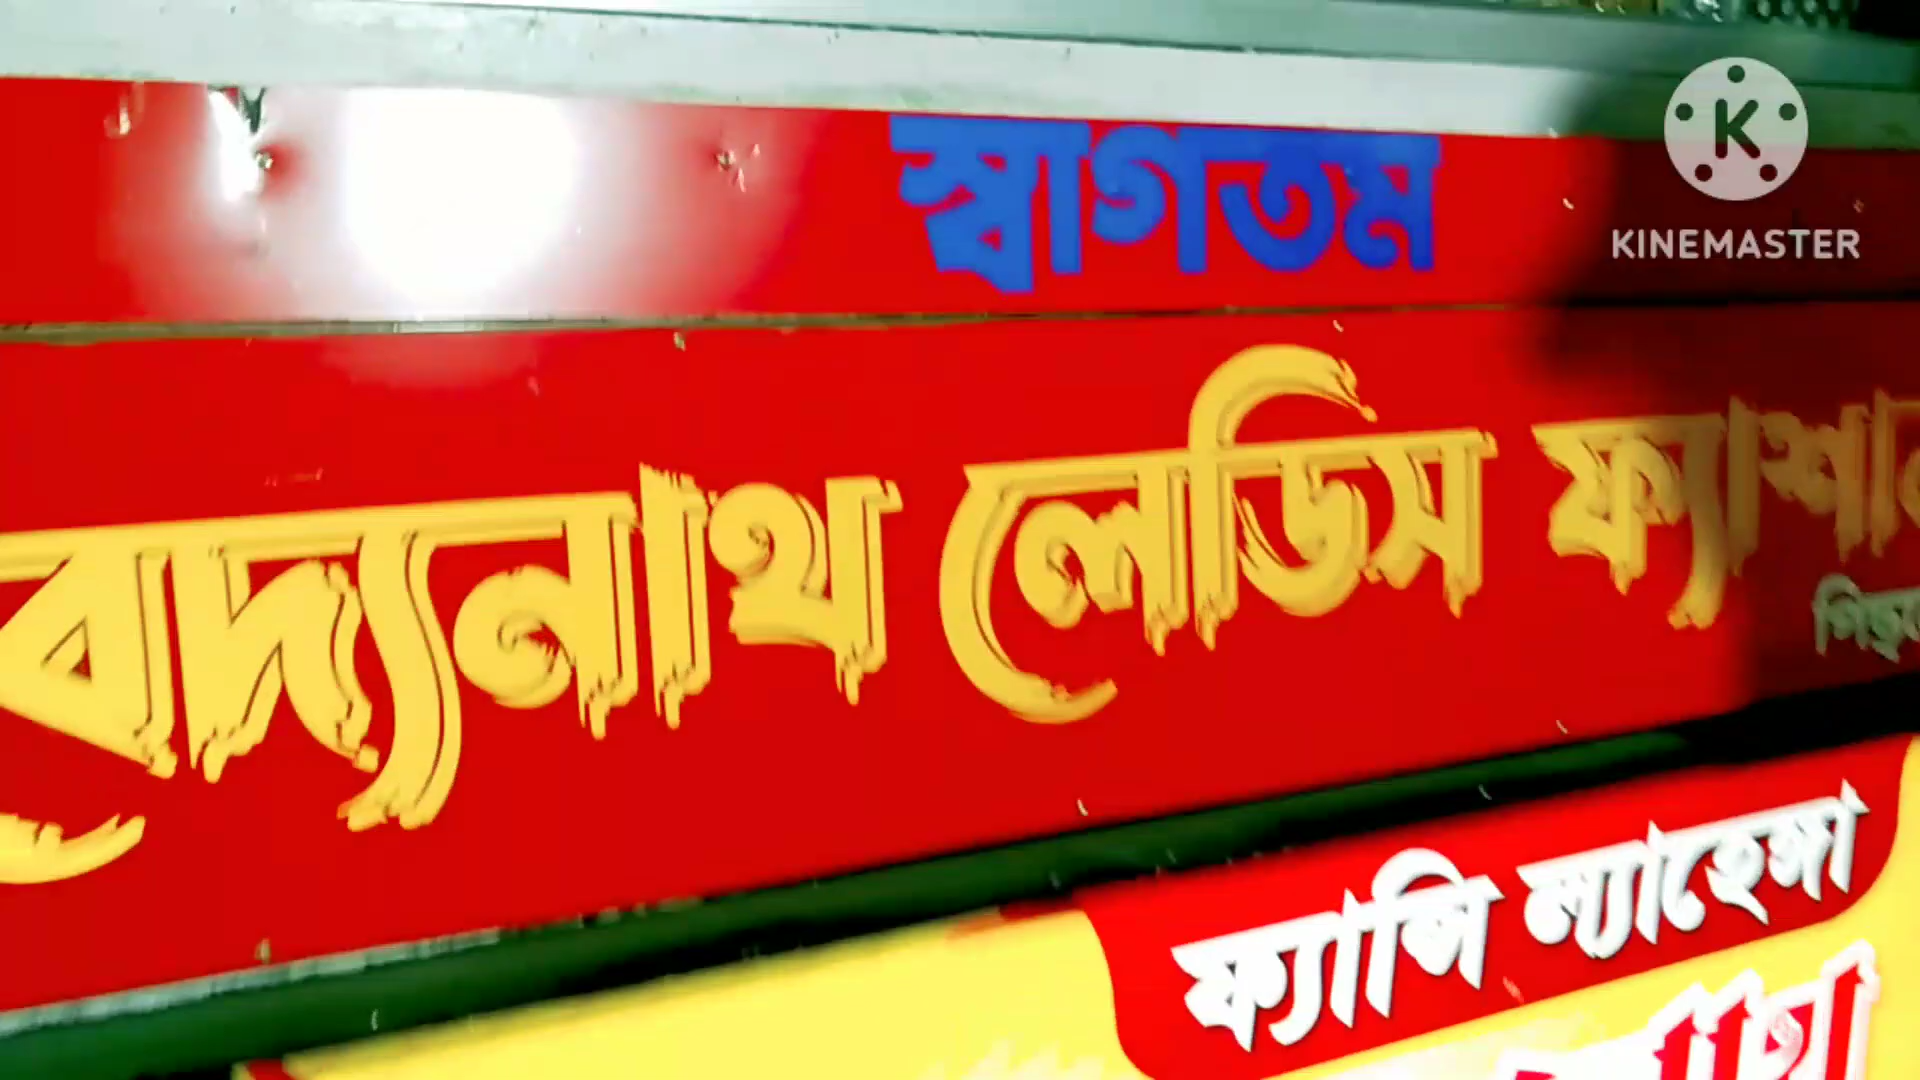 স্বাগতম
KINEMASTER
বৈদ্যনাথ লেডিস ফ্যাশান
ফ্যান্সি ল্যাহেঙ্গা